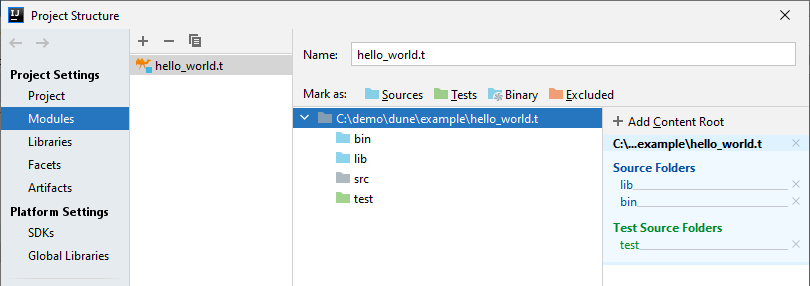 IJ Project Structure
Project Settings
Project
Modules
Libraries
Facets
Artifacts
Platform Settings
SDKs
Global Libraries
hello_world.t
Name: hello_world.t
Mark as: Sources Tests Binary Excluded
C:\demo\dune\example\hello_world.t
bin
lib
src
test
Add Content Root
C:\...example\hello_world.t
Source Folders
lib
bin
Test Source Folders
test